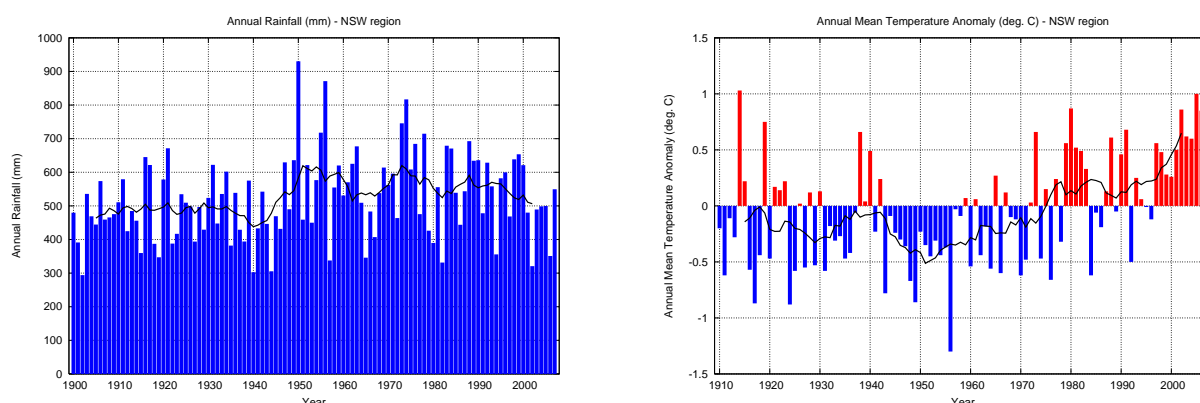 Annual Rainfall (mm) - NSW region
1000
900
800
700
600
500
400
300
200
100
0
Annual Rainfall (mm)
1900 1910 1920 1930 1940 1950 1960 1970 1980 1990 2000
Year
Annual Mean Temperature Anomaly (deg. C) - NSW region
1.5
1
0.5
0
-0.5
-1
-1.5
Annual Mean Temperature Anomaly (deg. C)
1910 1920 1930 1940 1950 1960 1970 1980 1990 2000
Year